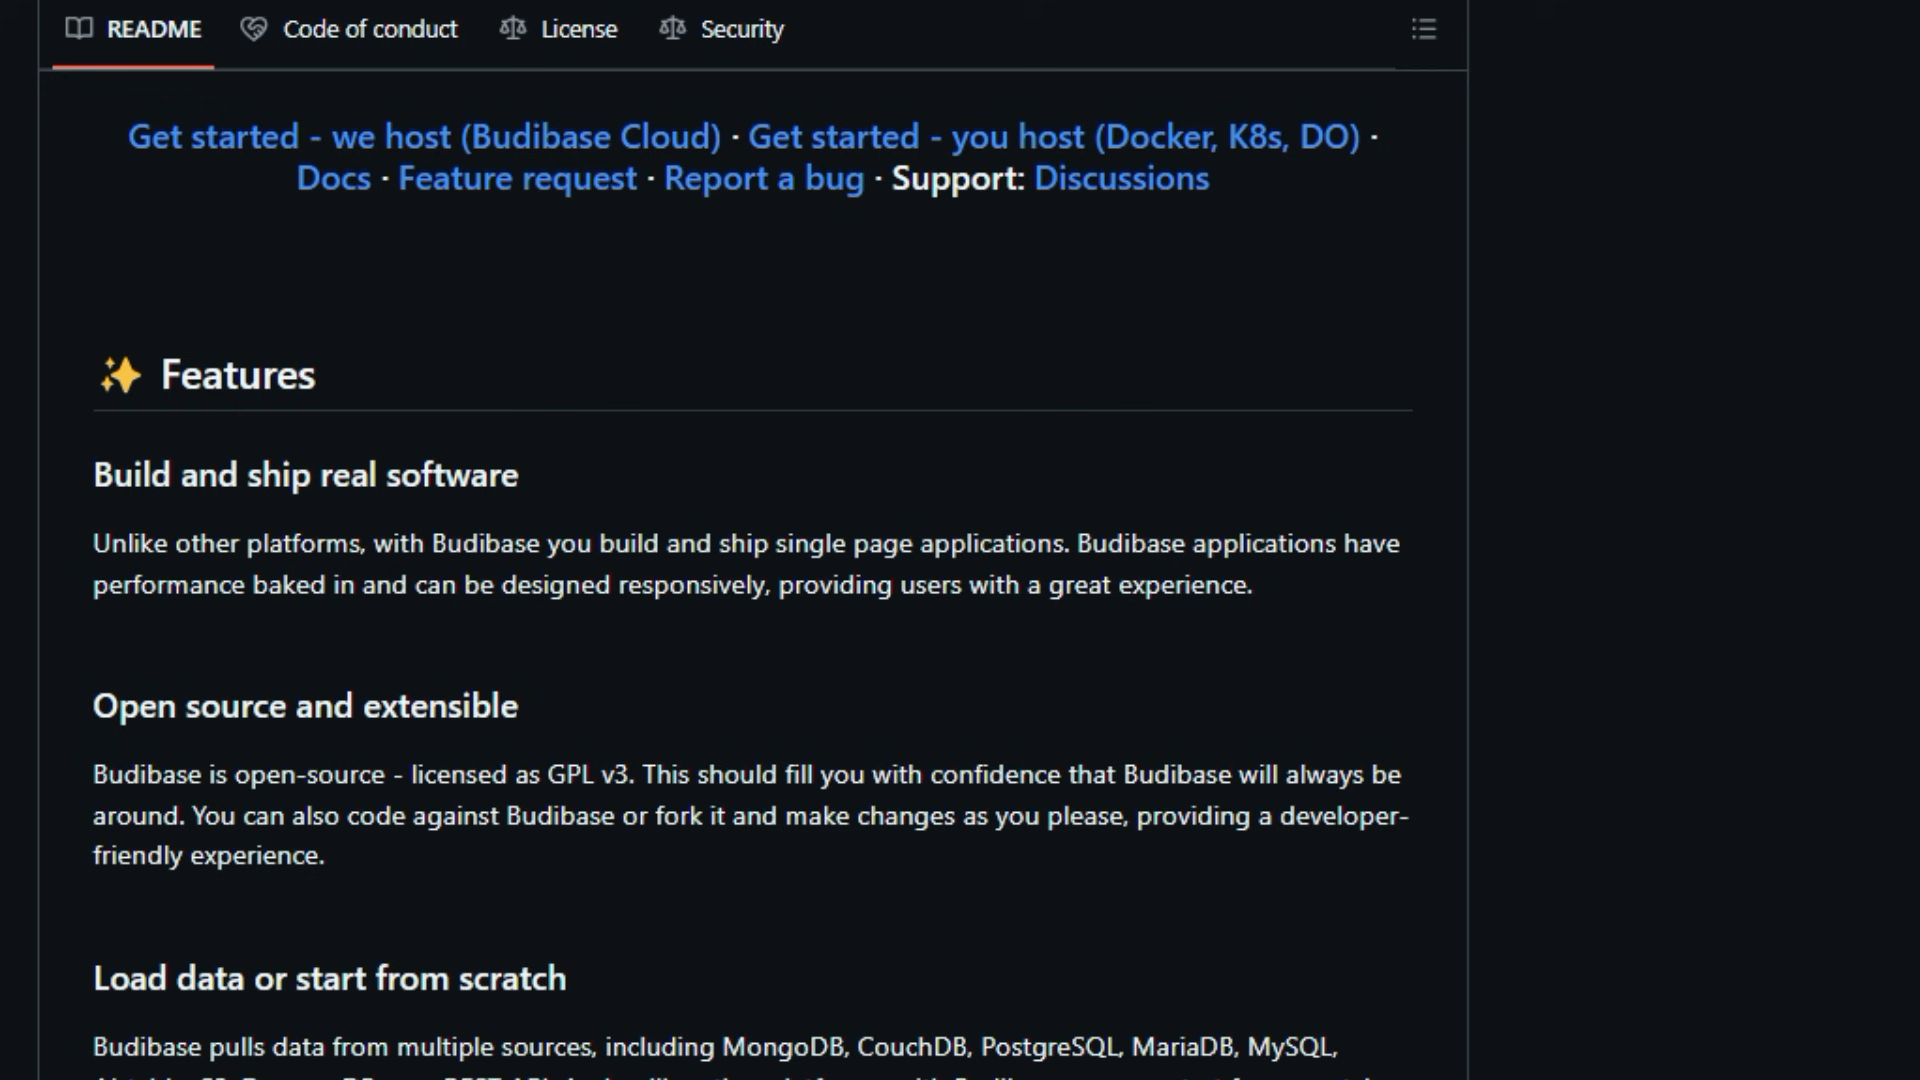 README Code of conduct License Security
Get started - we host (Budibase Cloud) · Get started - you host (Docker, K8s, DO) ·
Docs · Feature request · Report a bug · Support: Discussions
✨ Features
Build and ship real software
Unlike other platforms, with Budibase you build and ship single page applications. Budibase applications have
performance baked in and can be designed responsively, providing users with a great experience.
Open source and extensible
Budibase is open-source - licensed as GPL v3. This should fill you with confidence that Budibase will always be
around. You can also code against Budibase or fork it and make changes as you please, providing a developer-
friendly experience.
Load data or start from scratch
Budibase pulls data from multiple sources, including MongoDB, CouchDB, PostgreSQL, MariaDB, MySQL,